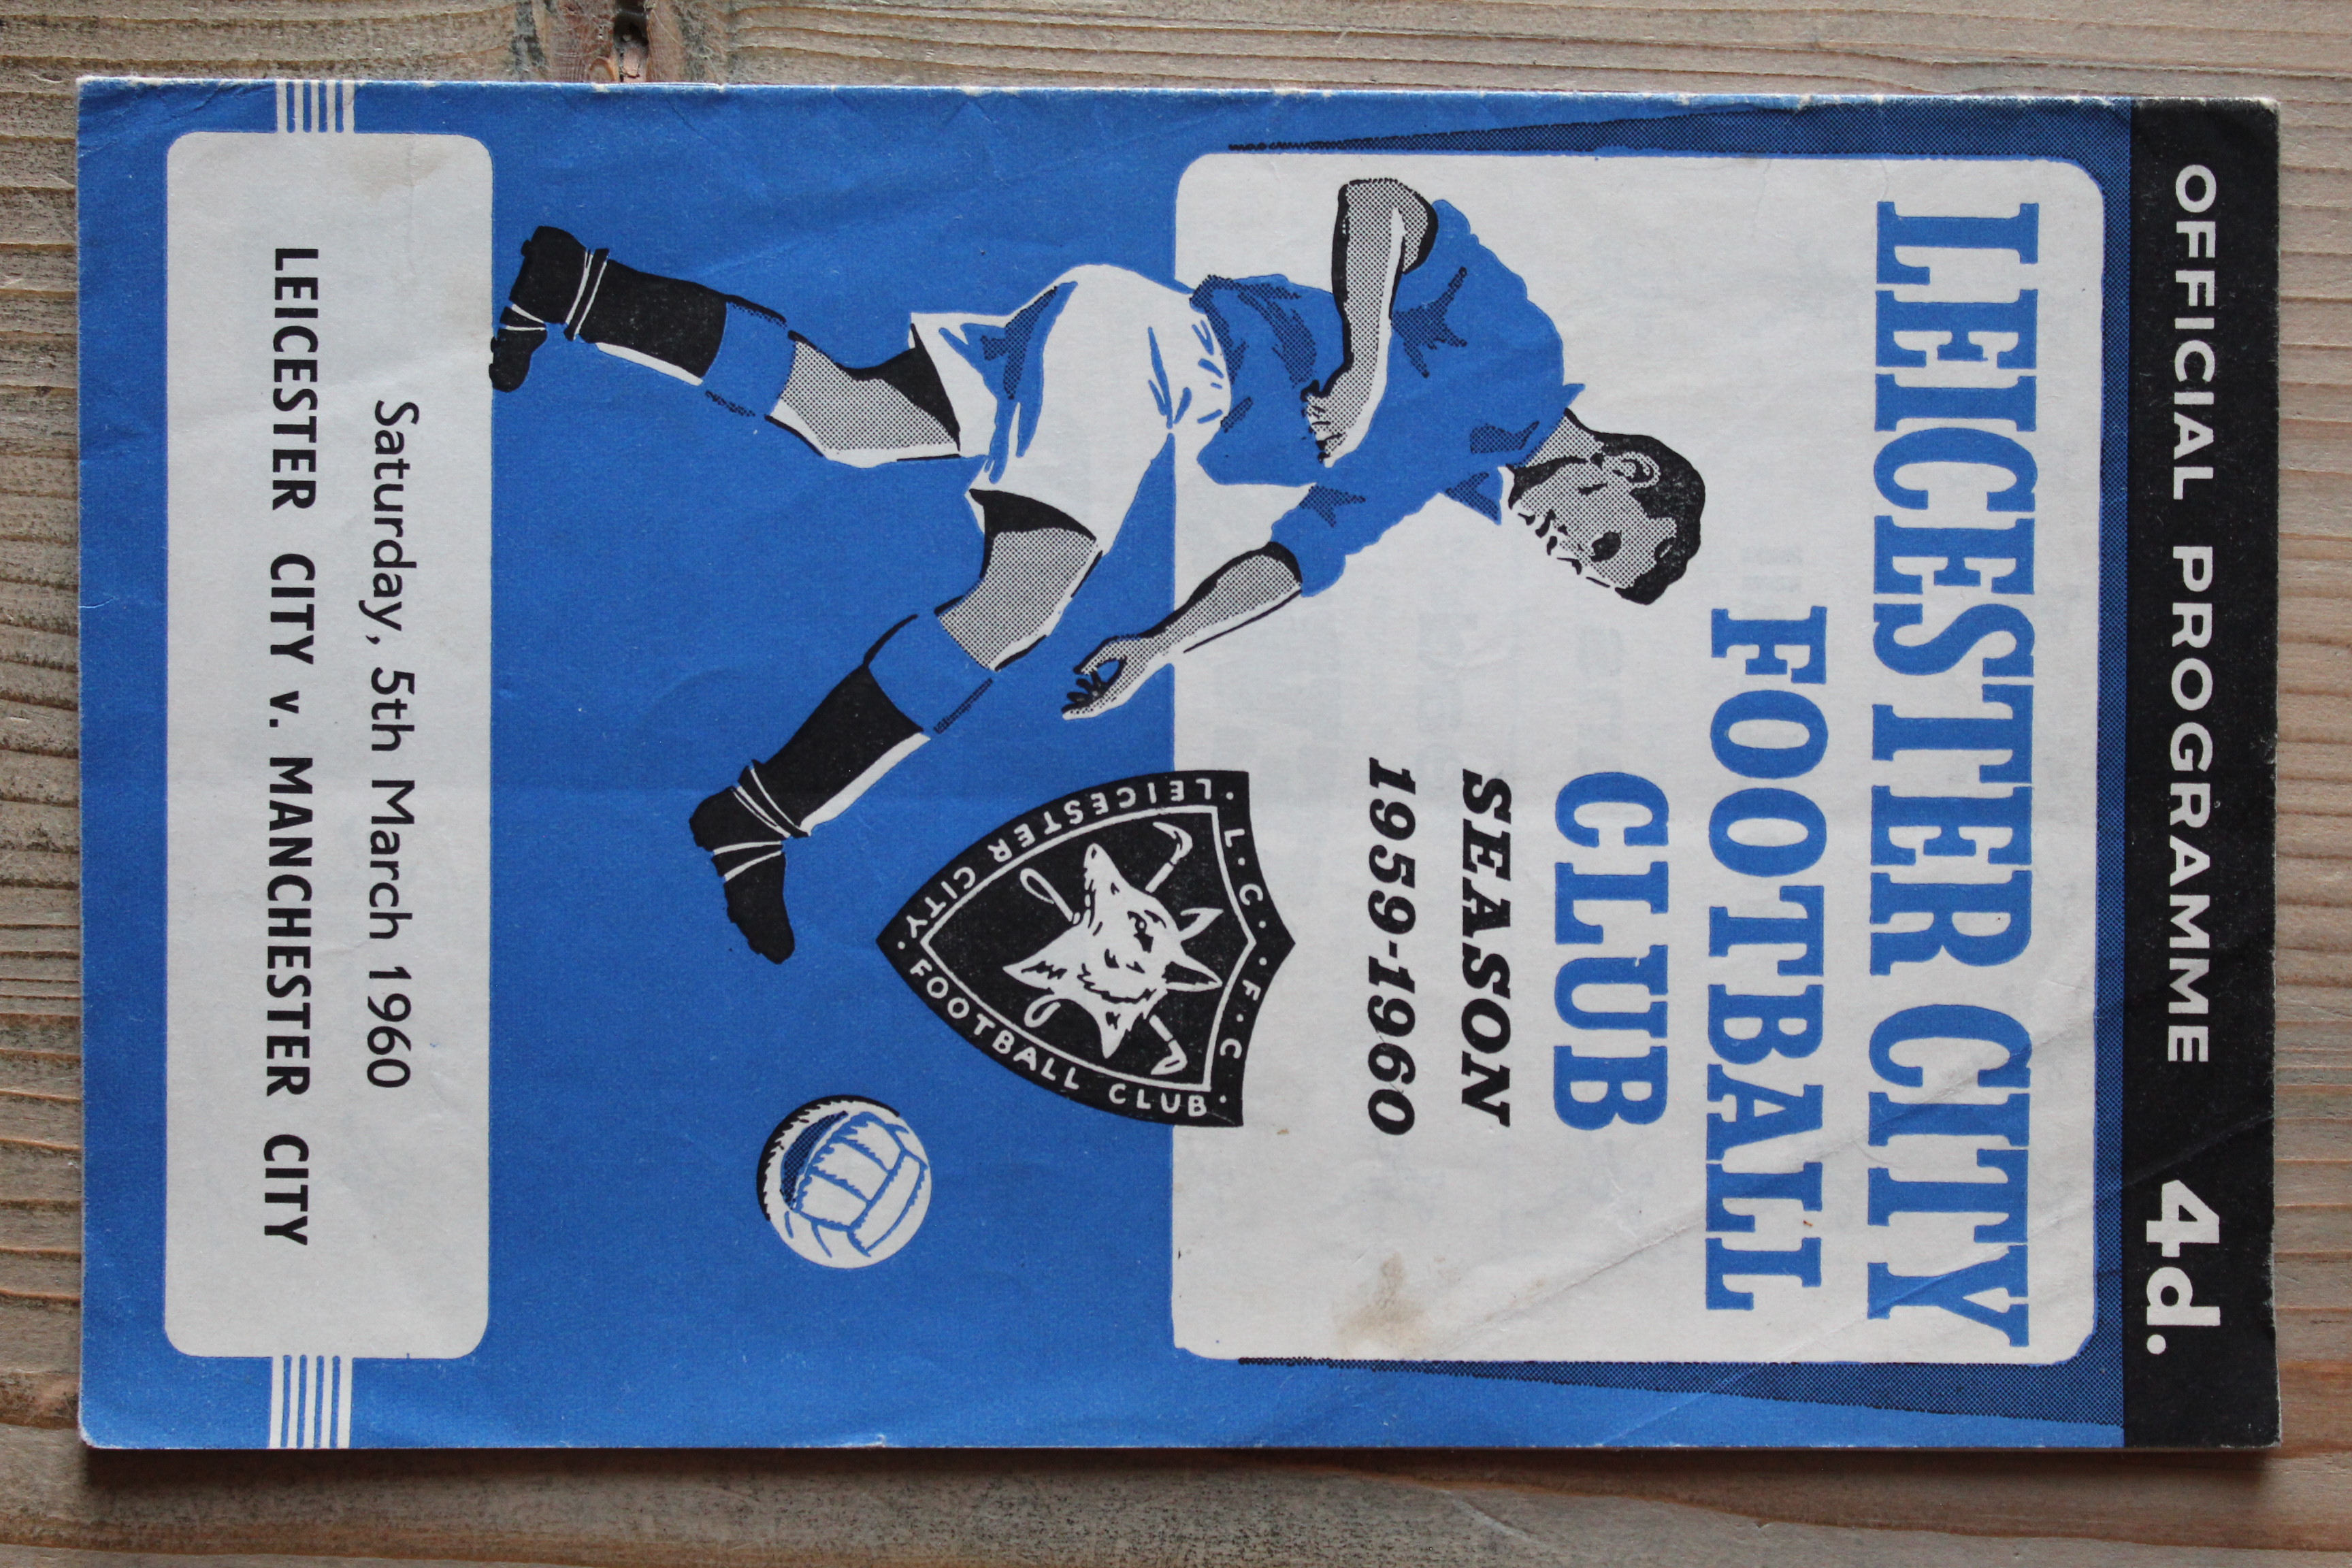 OFFICIAL PROGRAMME 4d.
LEICESTER CITY
FOOTBALL
CLUB
SEASON
1959-1960
L·C·F·C
·LEICESTER CITY·
FOOTBALL CLUB·
Saturday, 5th March 1960
LEICESTER CITY v. MANCHESTER CITY